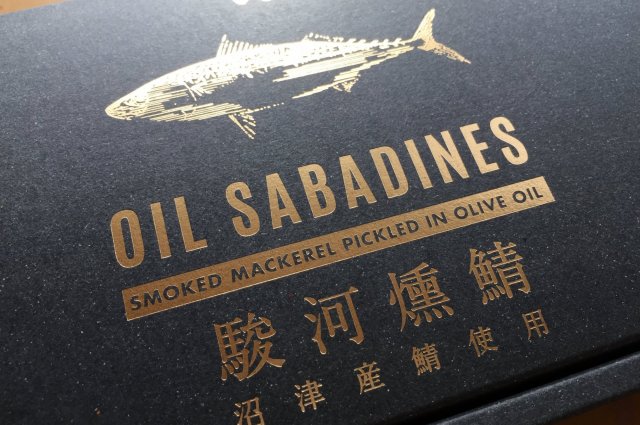 OIL SABADINES
SMOKED MACKEREL PICKLED IN OLIVE OIL
駿河燻鯖
沼津産鯖使用